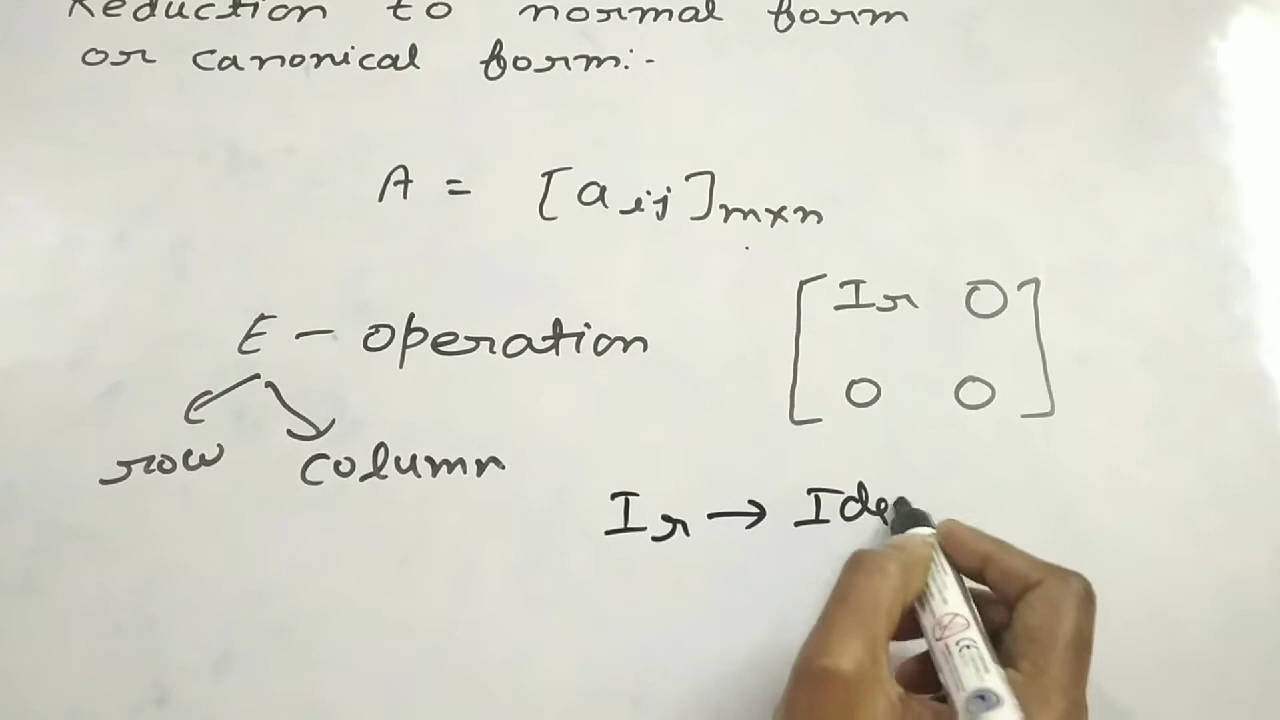 Reduction to normal form
or canonical form:-
A = [aij]m×n
E - operation
[Ir 0
0 0]
row column
Ir → Ide